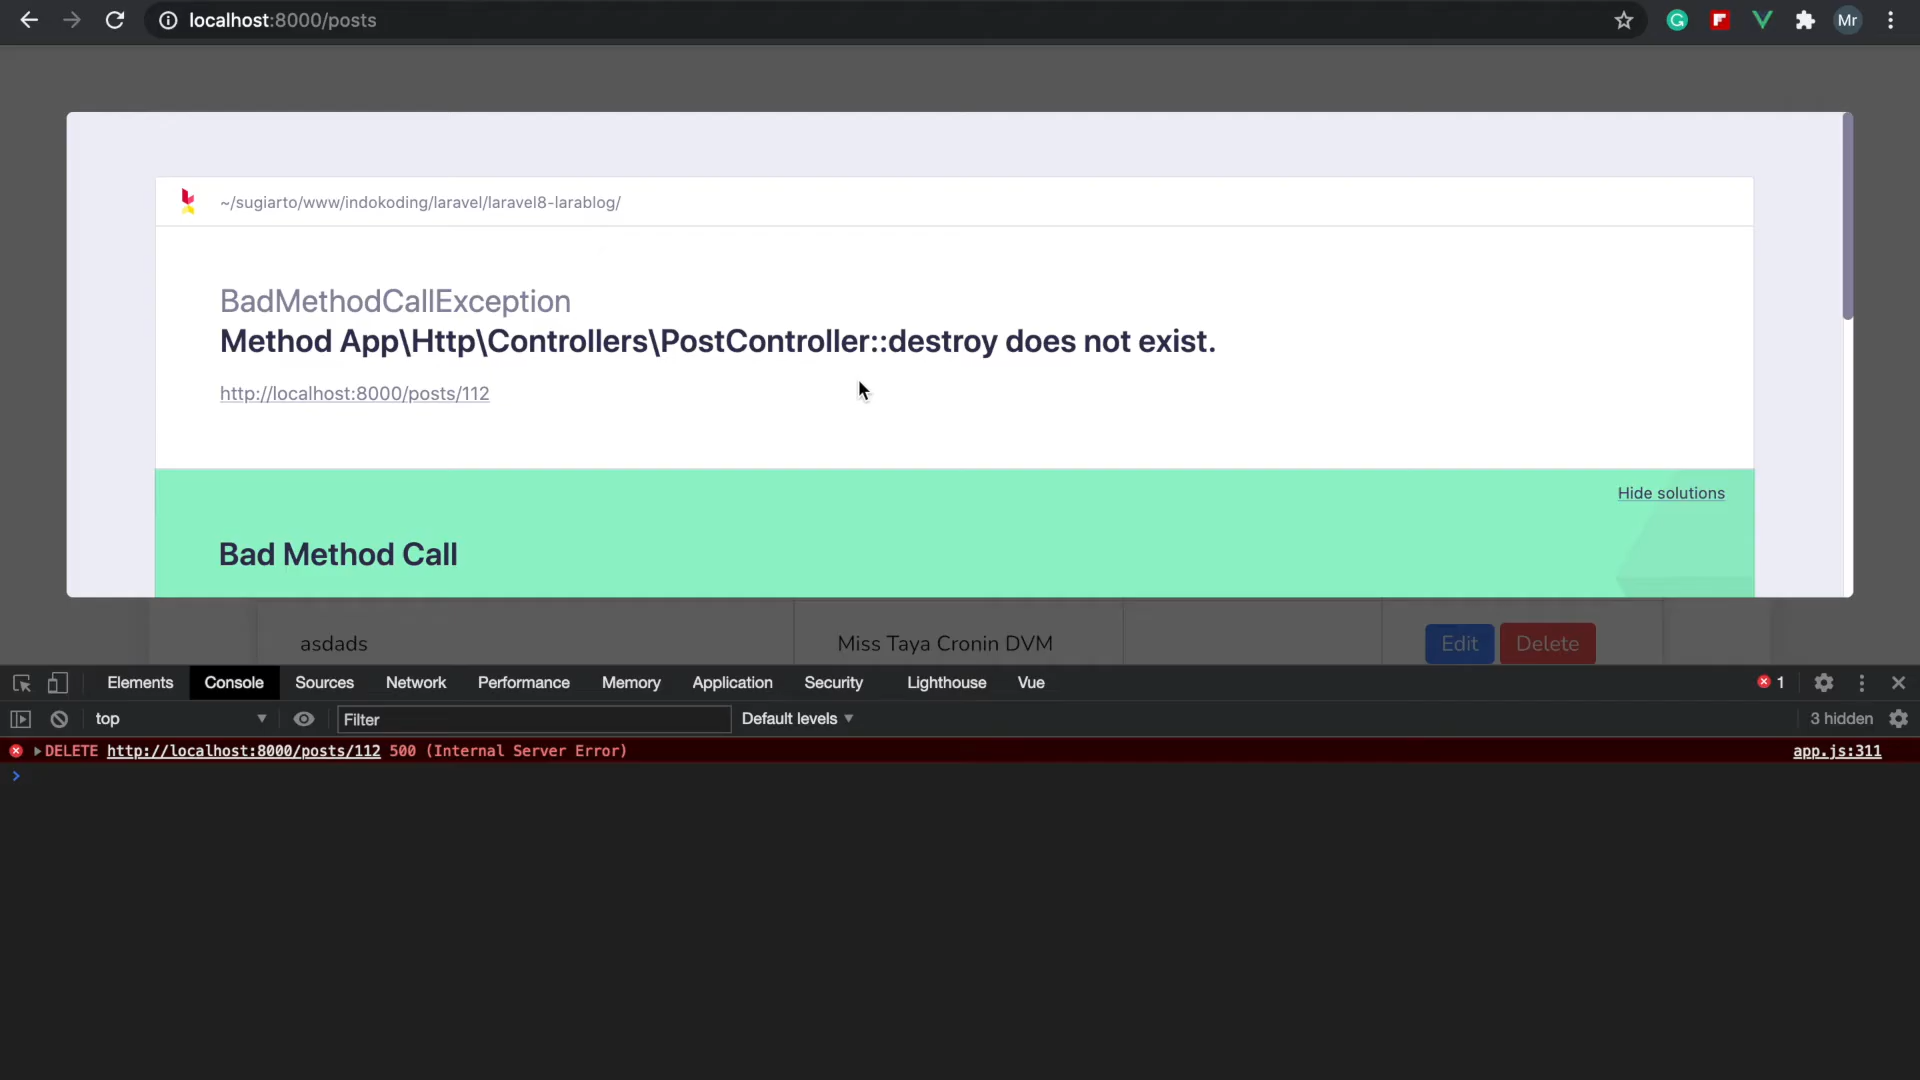 localhost:8000/posts
Mr
~/sugiarto/www/indokoding/laravel/laravel8-larablog/
BadMethodCallException
Method App\Http\Controllers\PostController::destroy does not exist.
http://localhost:8000/posts/112
Hide solutions
Bad Method Call
asdads Miss Taya Cronin DVM Edit Delete
Elements Console Sources Network Performance Memory Application Security Lighthouse Vue 1
top Filter Default levels 3 hidden
DELETE http://localhost:8000/posts/112 500 (Internal Server Error) app.js:311